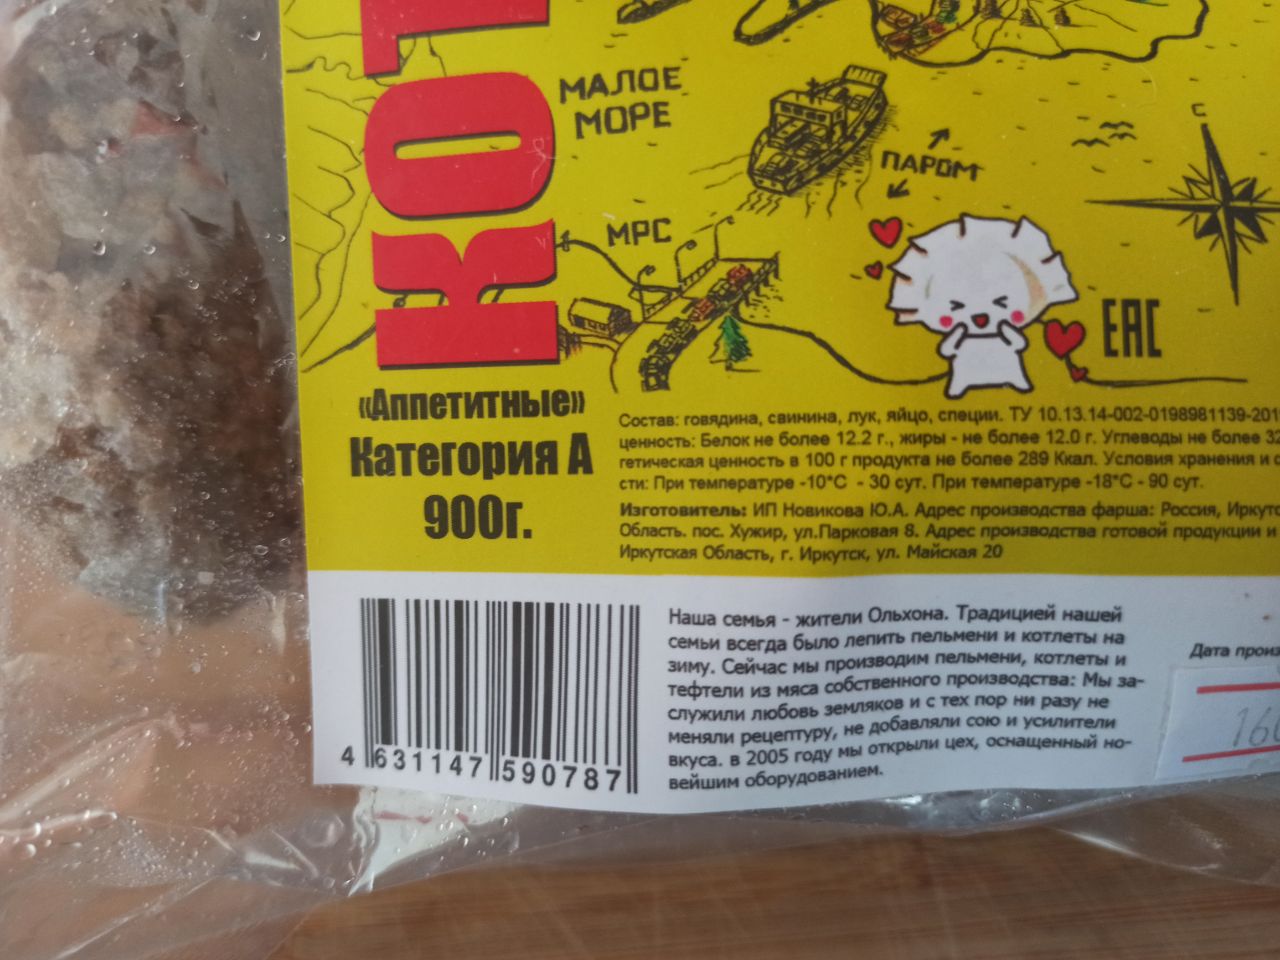 КОТ
МАЛОЕ
МОРЕ
ПАРОМ
МРС
С
ЕАС
«Аппетитные»
Категория А
900г.
Состав: говядина, свинина, лук, яйцо, специи. ТУ 10.13.14-002-0198981139-201
ценность: Белок не более 12.2 г., жиры - не более 12.0 г. Углеводы не более 32
гетическая ценность в 100 г продукта не более 289 Ккал. Условия хранения и с
сти: При температуре -10°С - 30 сут. При температуре -18°С - 90 сут.
Изготовитель: ИП Новикова Ю.А. Адрес производства фарша: Россия, Иркутс
Область. пос. Хужир, ул.Парковая 8. Адрес производства готовой продукции и
Иркутская Область, г. Иркутск, ул. Майская 20
4 631147 590787
Наша семья - жители Ольхона. Традицией нашей
семьи всегда было лепить пельмени и котлеты на
зиму. Сейчас мы производим пельмени, котлеты и
тефтели из мяса собственного производства: Мы за-
служили любовь земляков и с тех пор ни разу не
меняли рецептуру, не добавляли сою и усилители
вкуса. в 2005 году мы открыли цех, оснащенный но-
вейшим оборудованием.
Дата произ